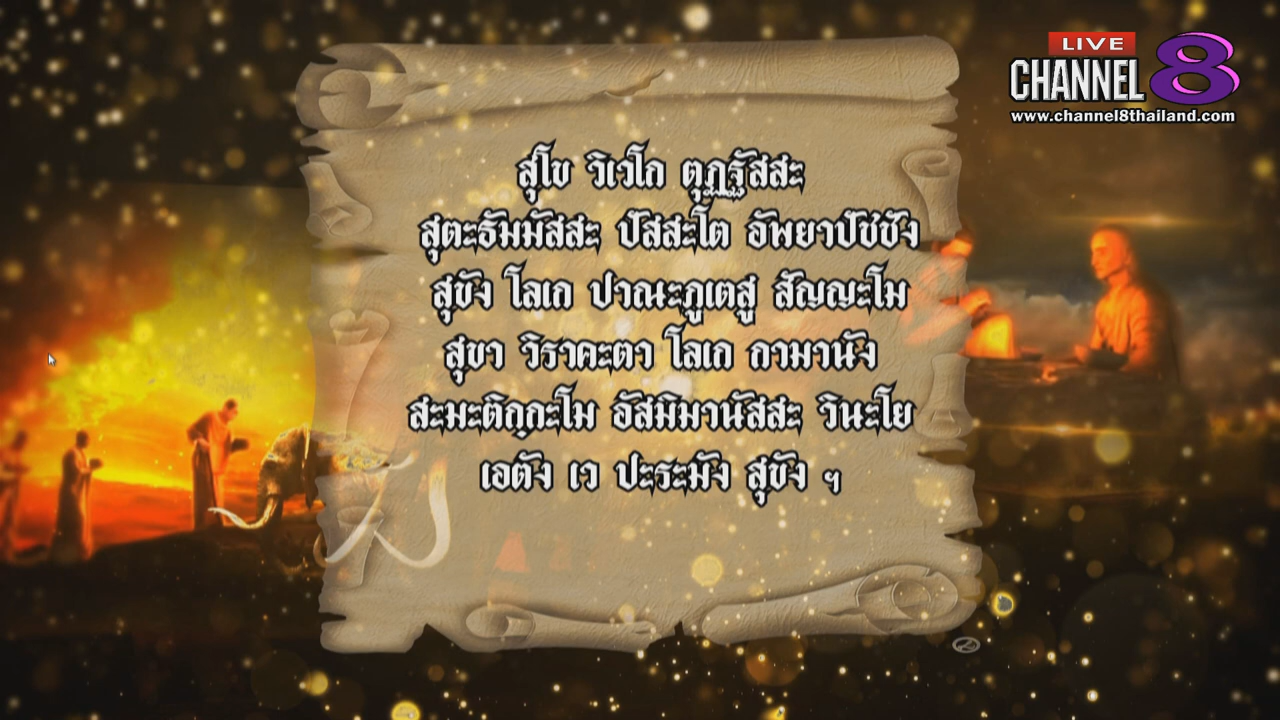 LIVE
CHANNEL 8
www.channel8thailand.com
สุโข วิเวโก ตุฏฐัสสะ
สุตะธัมมัสสะ ปัสสะโต อัพยาปัชชัง
สุขัง โลเก ปาณะภูเตสู สัญญะโม
สุขา วิราคะตา โลเก กามานัง
สะมะติกฺกะโม อัสมิมานัสสะ วินะโย
เอตัง เว ปะระมัง สุขัง ฯ